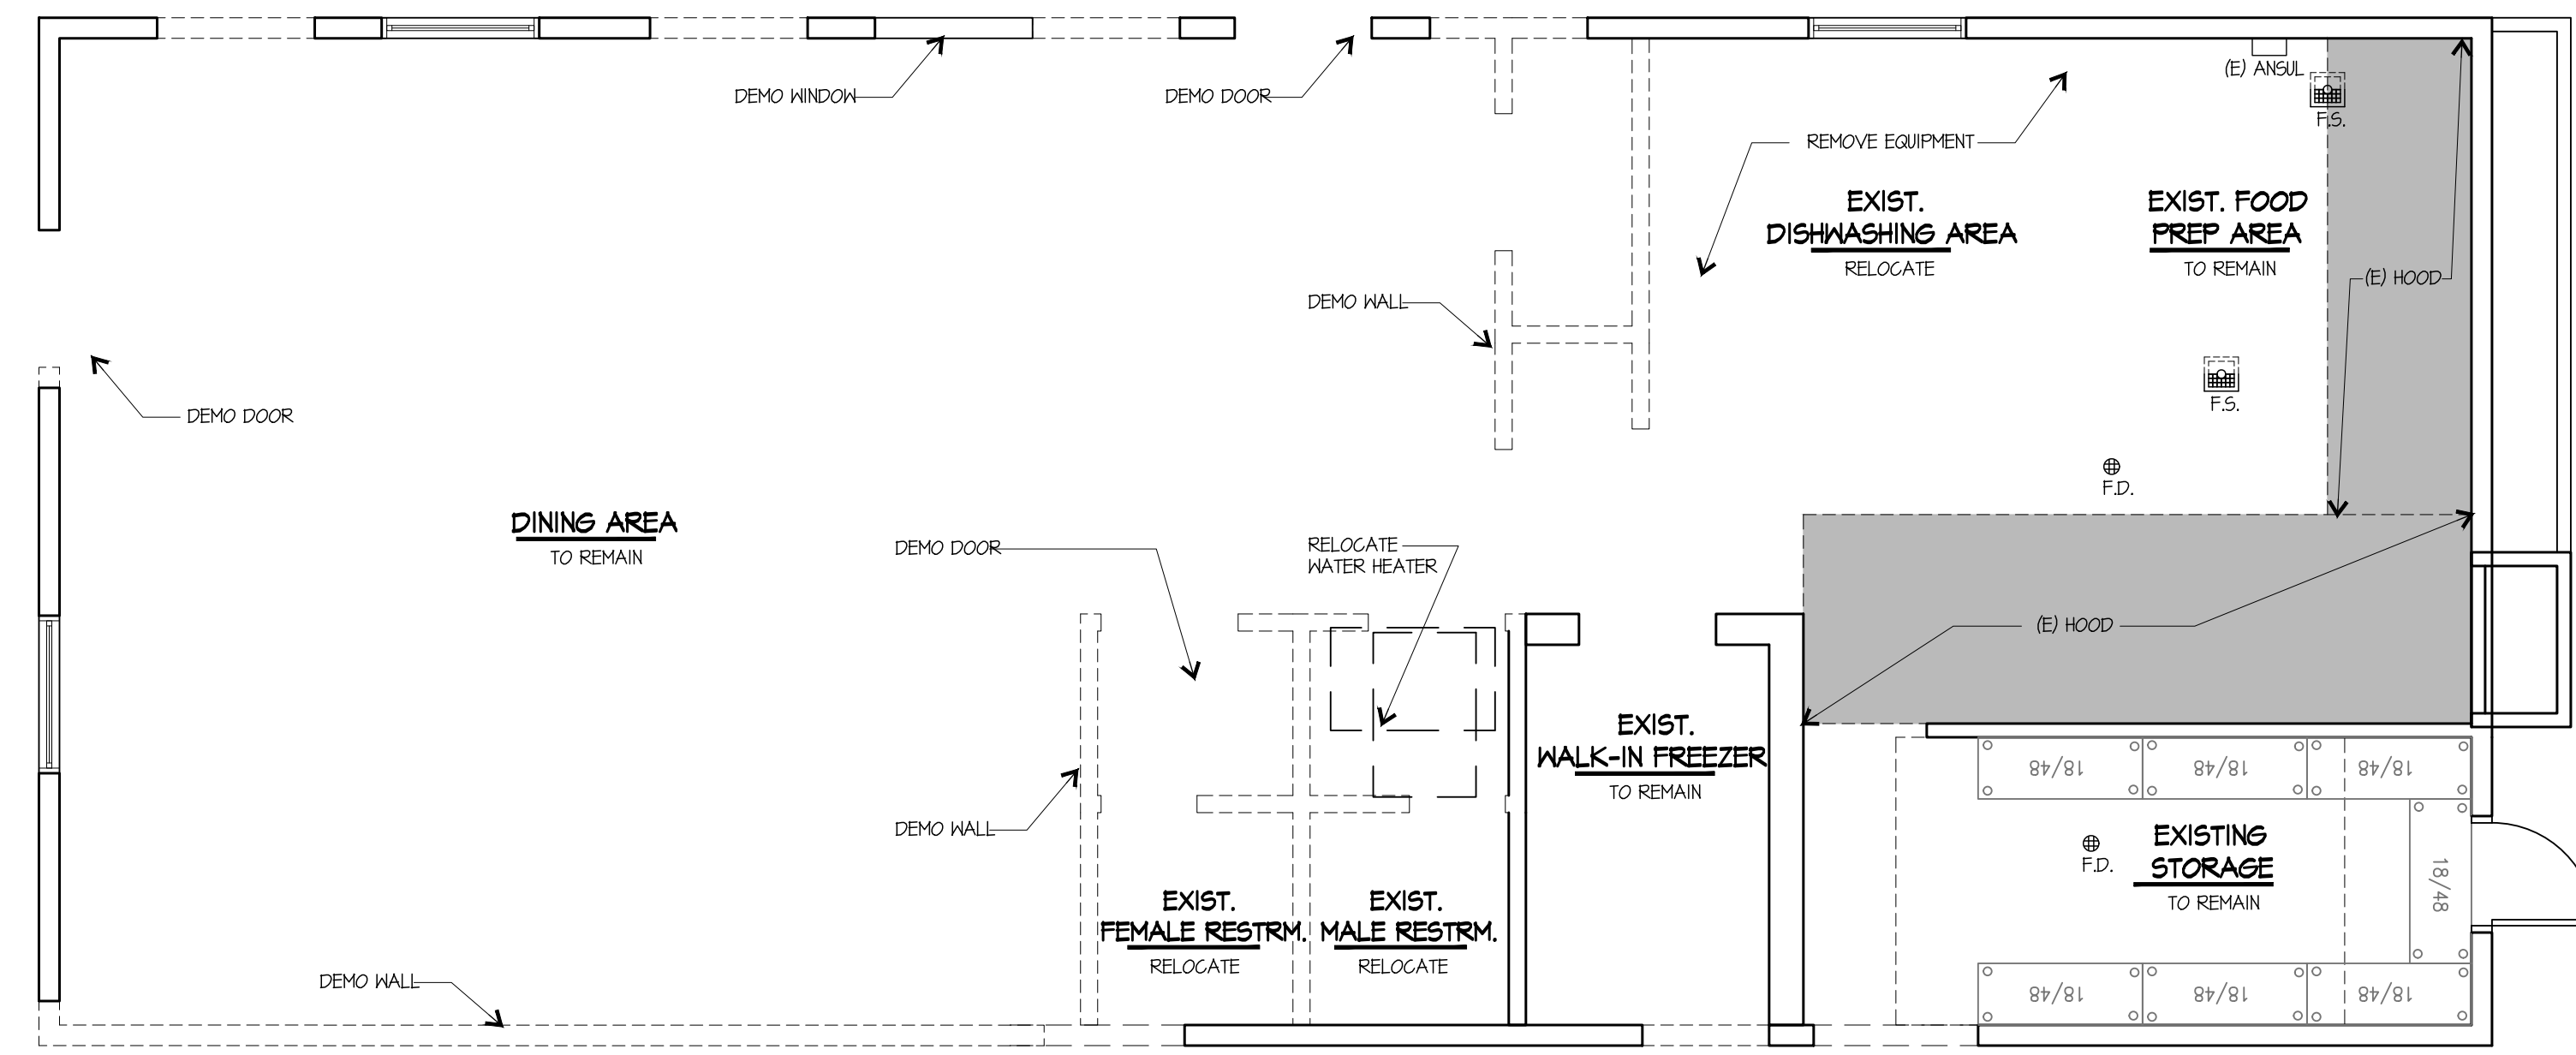 (E) ANSUL
DEMO WINDOW
DEMO DOOR
F.S.
REMOVE EQUIPMENT
EXIST.
DISHWASHING AREA
RELOCATE
EXIST. FOOD
PREP AREA
TO REMAIN
(E) HOOD
DEMO WALL
F.S.
DEMO DOOR
F.D.
DINING AREA
TO REMAIN
DEMO DOOR
RELOCATE
WATER HEATER
(E) HOOD
EXIST.
WALK-IN FREEZER
TO REMAIN
18/48
18/48
18/48
DEMO WALL
EXISTING
STORAGE
TO REMAIN
F.D.
18/48
EXIST.
FEMALE RESTRM.
RELOCATE
EXIST.
MALE RESTRM.
RELOCATE
DEMO WALL
18/48
18/48
18/48